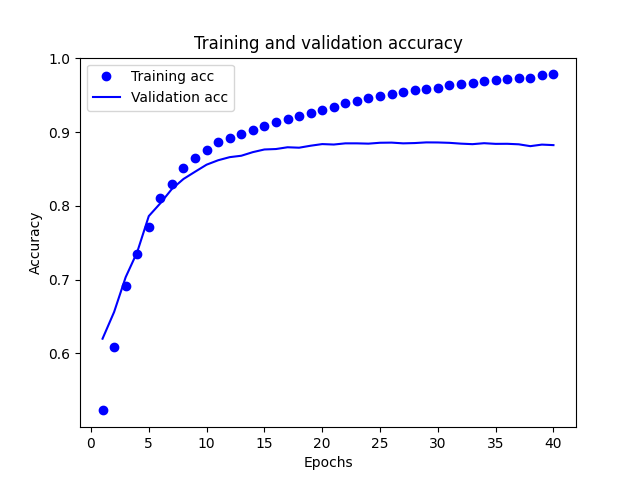 Training and validation accuracy
1.0
Training acc
Validation acc
0.9
0.8
0.7
0.6
Accuracy
0 5 10 15 20 25 30 35 40
Epochs